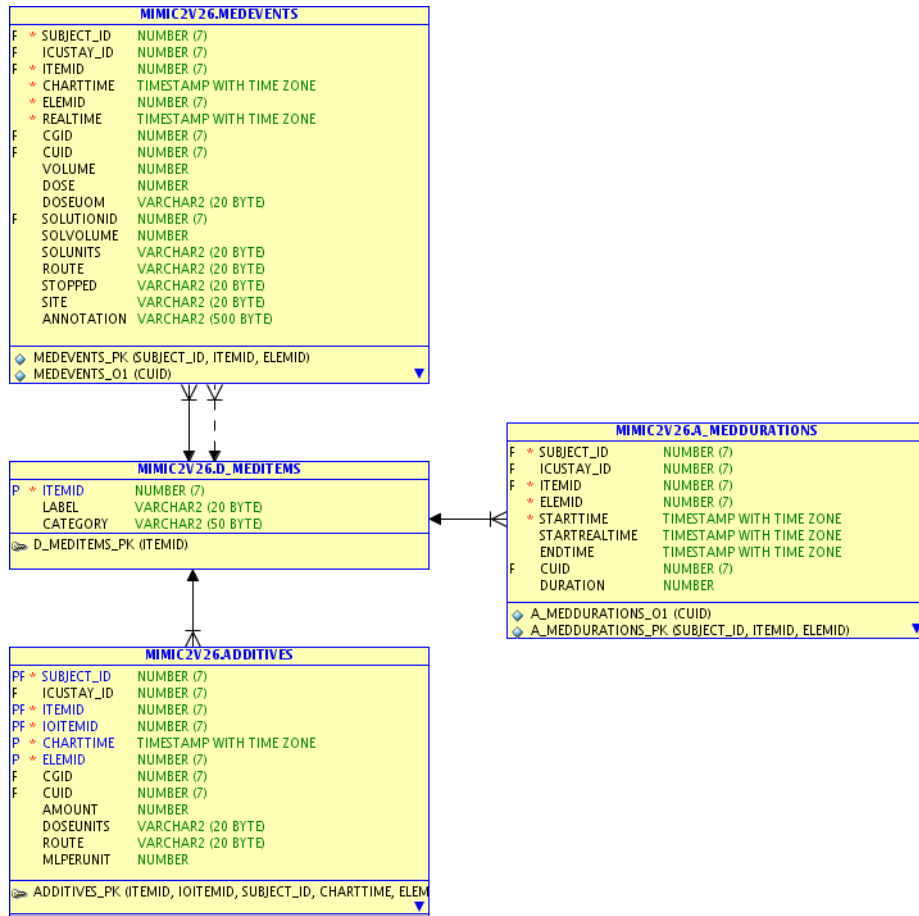 MIMIC2V26.MEDEVENTS
F * SUBJECT_ID NUMBER (7)
F ICUSTAY_ID NUMBER (7)
F * ITEMID NUMBER (7)
* CHARTTIME TIMESTAMP WITH TIME ZONE
* ELEMID NUMBER (7)
* REALTIME TIMESTAMP WITH TIME ZONE
F CGID NUMBER (7)
F CUID NUMBER (7)
VOLUME NUMBER
DOSE NUMBER
DOSEUOM VARCHAR2 (20 BYTE)
F SOLUTIONID NUMBER (7)
SOLVOLUME NUMBER
SOLUNITS VARCHAR2 (20 BYTE)
ROUTE VARCHAR2 (20 BYTE)
STOPPED VARCHAR2 (20 BYTE)
SITE VARCHAR2 (20 BYTE)
ANNOTATION VARCHAR2 (500 BYTE)
MEDEVENTS_PK (SUBJECT_ID, ITEMID, ELEMID)
MEDEVENTS_O1 (CUID)
MIMIC2V26.D_MEDITEMS
P * ITEMID NUMBER (7)
LABEL VARCHAR2 (20 BYTE)
CATEGORY VARCHAR2 (50 BYTE)
D_MEDITEMS_PK (ITEMID)
MIMIC2V26.A_MEDDURATIONS
F * SUBJECT_ID NUMBER (7)
F ICUSTAY_ID NUMBER (7)
F * ITEMID NUMBER (7)
* ELEMID NUMBER (7)
* STARTTIME TIMESTAMP WITH TIME ZONE
STARTREALTIME TIMESTAMP WITH TIME ZONE
ENDTIME TIMESTAMP WITH TIME ZONE
F CUID NUMBER (7)
DURATION NUMBER
A_MEDDURATIONS_O1 (CUID)
A_MEDDURATIONS_PK (SUBJECT_ID, ITEMID, ELEMID)
MIMIC2V26.ADDITIVES
PF * SUBJECT_ID NUMBER (7)
F ICUSTAY_ID NUMBER (7)
PF * ITEMID NUMBER (7)
PF * IOITEMID NUMBER (7)
P * CHARTTIME TIMESTAMP WITH TIME ZONE
P * ELEMID NUMBER (7)
F CGID NUMBER (7)
F CUID NUMBER (7)
AMOUNT NUMBER
DOSEUNITS VARCHAR2 (20 BYTE)
ROUTE VARCHAR2 (20 BYTE)
MLPERUNIT NUMBER
ADDITIVES_PK (ITEMID, IOITEMID, SUBJECT_ID, CHARTTIME, ELEM